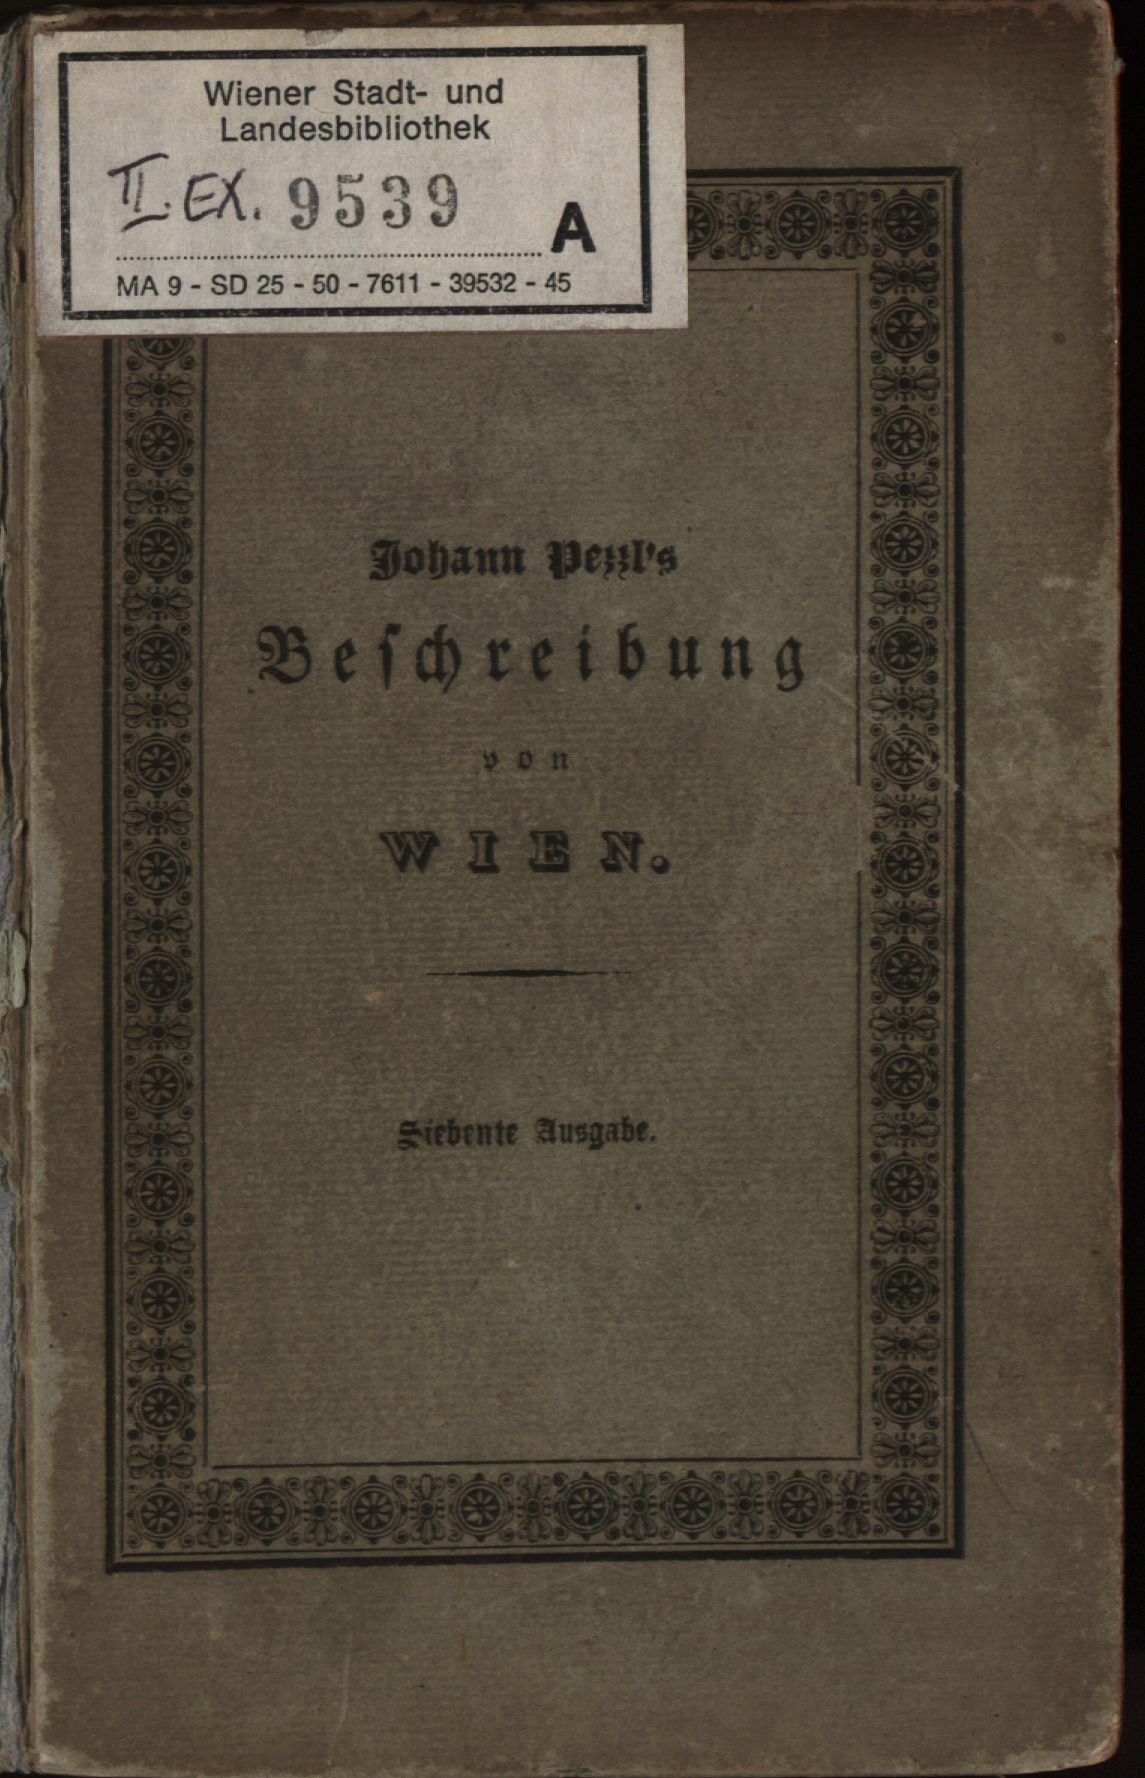 Wiener Stadt- und
Landesbibliothek
II. EX. 9539 A
MA 9 - SD 25 - 50 - 7611 - 39532 - 45
Johann Pezzl's
Beschreibung
von
WIEN.
Siebente Ausgabe.